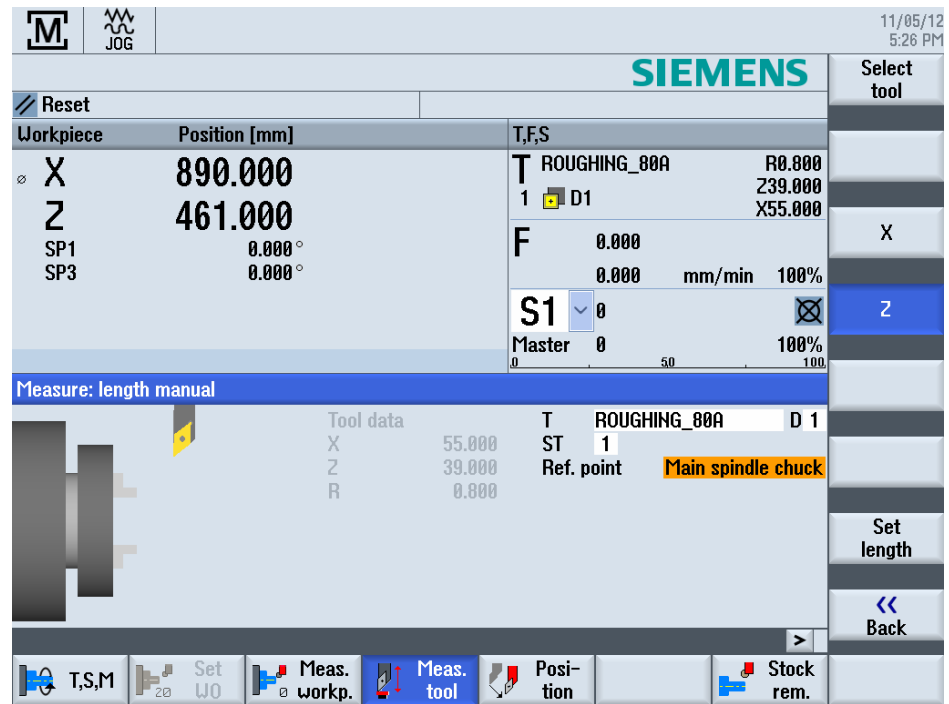 M
JOG
11/05/12
5:26 PM
SIEMENS
Select
tool
Reset
Workpiece Position [mm]
T,F,S
⌀ X 890.000
Z 461.000
SP1 0.000°
SP3 0.000°
T ROUGHING_80A R0.800
Z39.000
1 D1
X55.000
F 0.000
0.000 mm/min 100%
S1 0
Master 0 100%
0 50 100
X
Z
Measure: length manual
Tool data
X 55.000
Z 39.000
R 0.800
T ROUGHING_80A D 1
ST 1
Ref. point Main spindle chuck
Set
length
<<
Back
>
T,S,M
20
Set
WO
⌀
Meas.
workp.
Meas.
tool
Posi-
tion
Stock
rem.